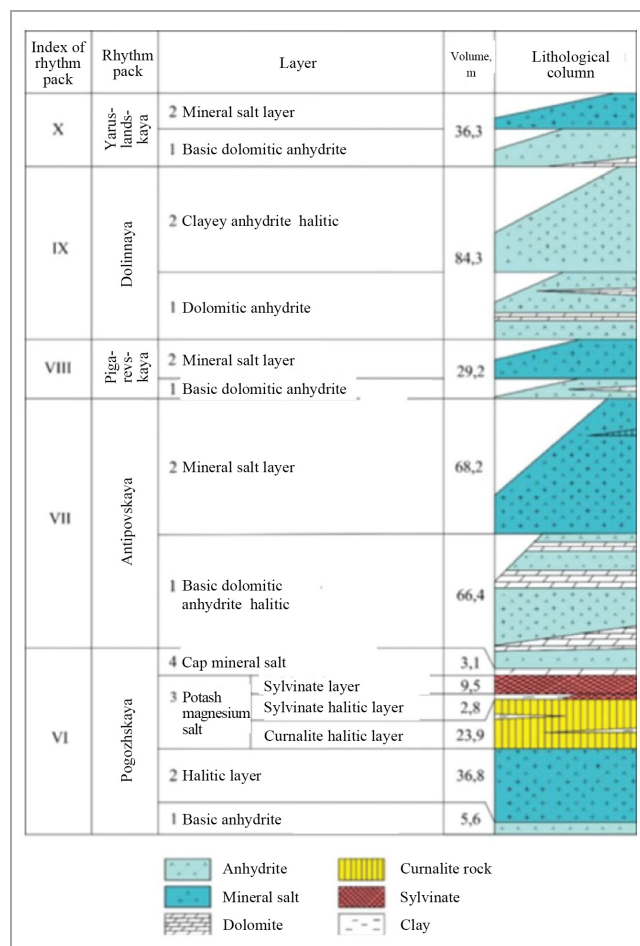 Index of
rhythm
pack
Rhythm
pack
Layer
Volume,
m
Lithological
column
X
Yarus-
lands-
kaya
2 Mineral salt layer
1 Basic dolomitic anhydrite
36,3
IX
Dolinnaya
2 Clayey anhydrite halitic
1 Dolomitic anhydrite
84,3
VIII
Piga-
revs-
kaya
2 Mineral salt layer
1 Basic dolomitic anhydrite
29,2
VII
Antipovskaya
2 Mineral salt layer
68,2
1 Basic dolomitic
anhydrite halitic
66,4
VI
Pogozhskaya
4 Cap mineral salt
3,1
3 Potash
magnesium
salt
Sylvinate layer
9,5
Sylvinate halitic layer
2,8
Curnalite halitic layer
23,9
2 Halitic layer
36,8
1 Basic anhydrite
5,6
Anhydrite
Mineral salt
Dolomite
Curnalite rock
Sylvinate
Clay